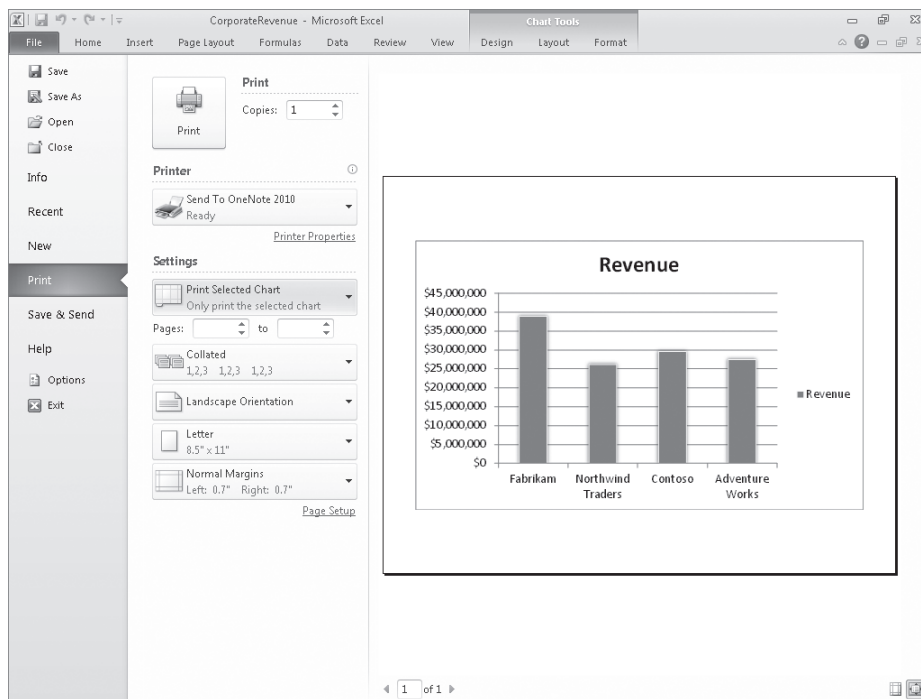 CorporateRevenue - Microsoft Excel
Chart Tools
File Home Insert Page Layout Formulas Data Review View Design Layout Format
Save
Save As
Open
Close
Info
Recent
New
Print
Save & Send
Help
Options
Exit
Print
Print
Copies: 1
Printer
Send To OneNote 2010
Ready
Printer Properties
Settings
Print Selected Chart
Only print the selected chart
Pages: to
Collated
1,2,3 1,2,3 1,2,3
Landscape Orientation
Letter
8.5" x 11"
Normal Margins
Left: 0.7" Right: 0.7"
Page Setup
Revenue
$45,000,000
$40,000,000
$35,000,000
$30,000,000
$25,000,000
$20,000,000
$15,000,000
$10,000,000
$5,000,000
$0
Fabrikam Northwind Contoso Adventure
Traders Works
Revenue
1 of 1